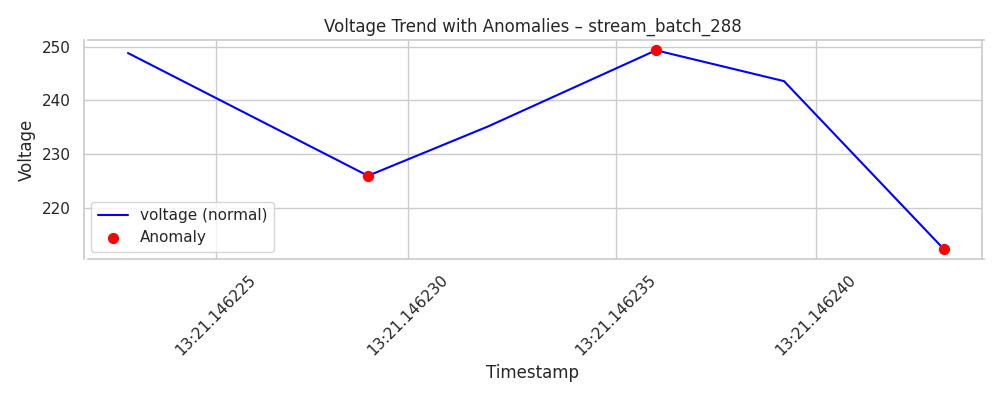 Voltage Trend with Anomalies – stream_batch_288
Voltage
250
240
230
220
voltage (normal)
Anomaly
13:21.146225
13:21.146230
13:21.146235
13:21.146240
Timestamp